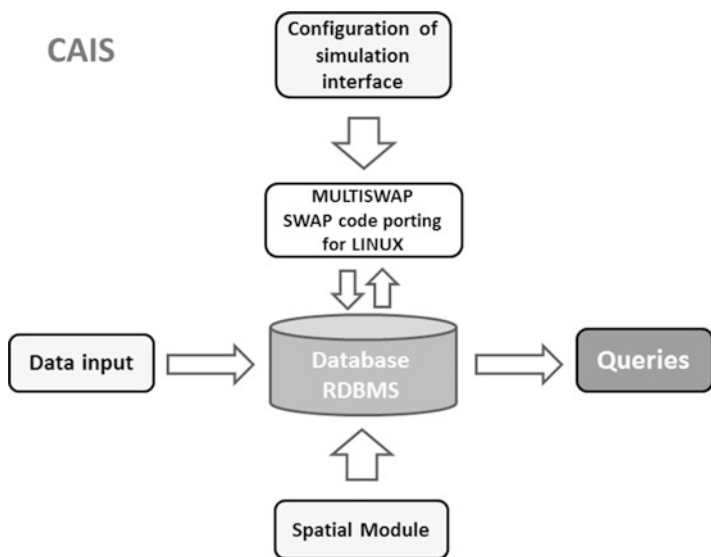 CAIS
Configuration of
simulation
interface
MULTISWAP
SWAP code porting
for LINUX
Data input
Database
RDBMS
Queries
Spatial Module